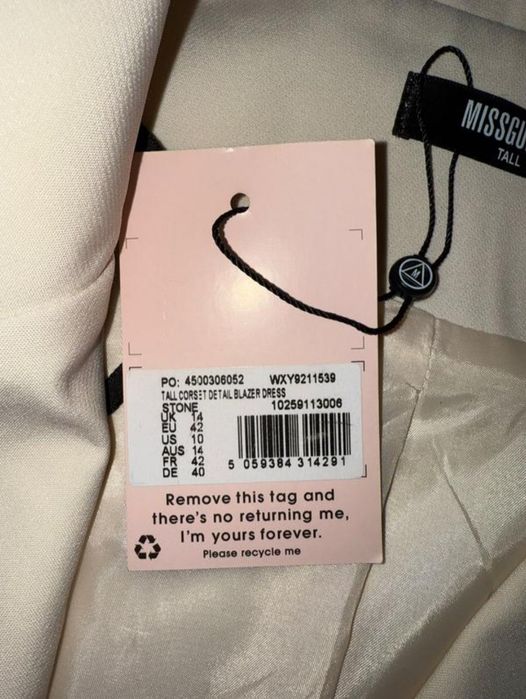 MISSGU
TALL
M
PO: 4500306052 WXY9211539
TALL CORSET DETAIL BLAZER DRESS
STONE 10259113006
UK 14
EU 42
US 10
AUS 14
FR 42
DE 40
5 059384 314291
Remove this tag and
there's no returning me,
I'm yours forever.
Please recycle me